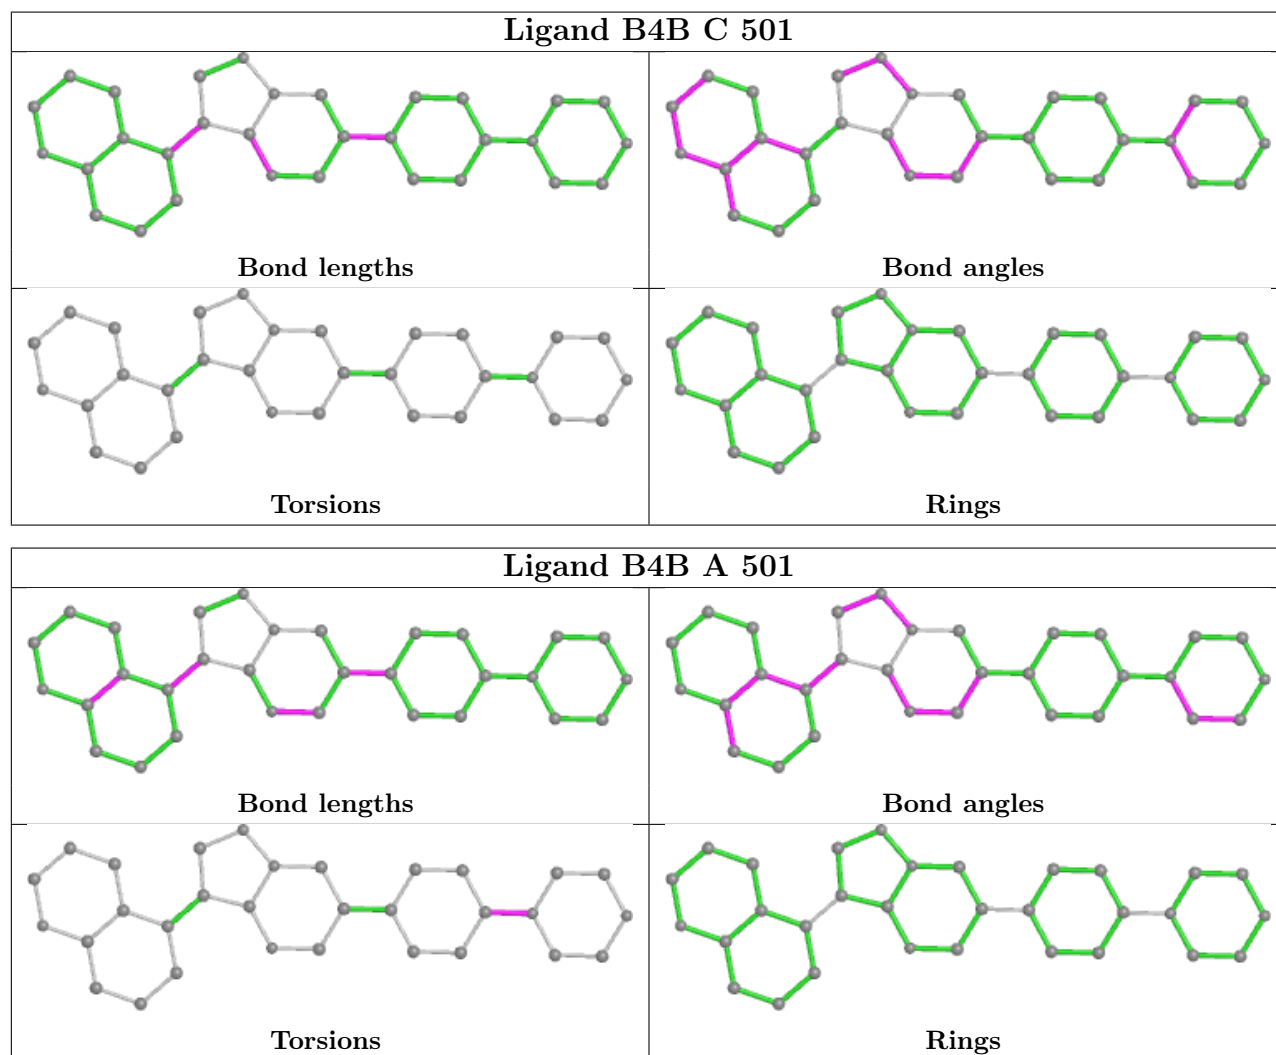 Ligand B4B C 501
Bond lengths
Bond angles
Torsions
Rings
Ligand B4B A 501
Bond lengths
Bond angles
Torsions
Rings